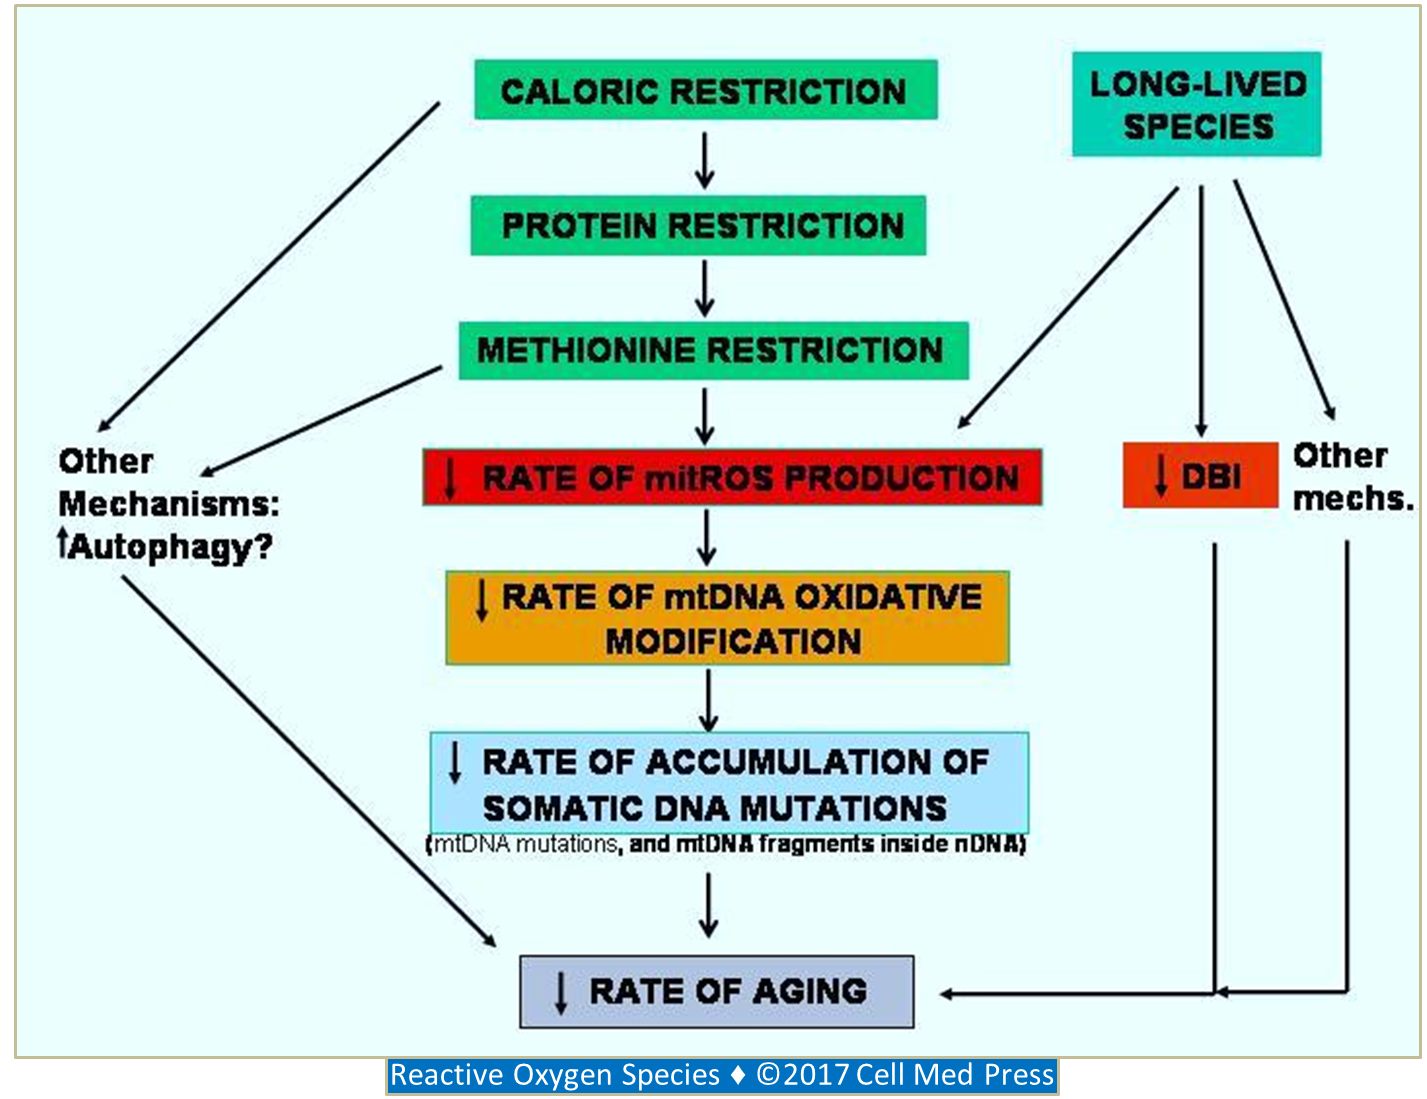 CALORIC RESTRICTION
LONG-LIVED
SPECIES
PROTEIN RESTRICTION
METHIONINE RESTRICTION
Other
Mechanisms:
↑Autophagy?
↓ RATE OF mitROS PRODUCTION
↓ DBI
Other
mechs.
↓ RATE OF mtDNA OXIDATIVE
MODIFICATION
↓ RATE OF ACCUMULATION OF
SOMATIC DNA MUTATIONS
(mtDNA mutations, and mtDNA fragments inside nDNA)
↓ RATE OF AGING
Reactive Oxygen Species ♦ ©2017 Cell Med Press